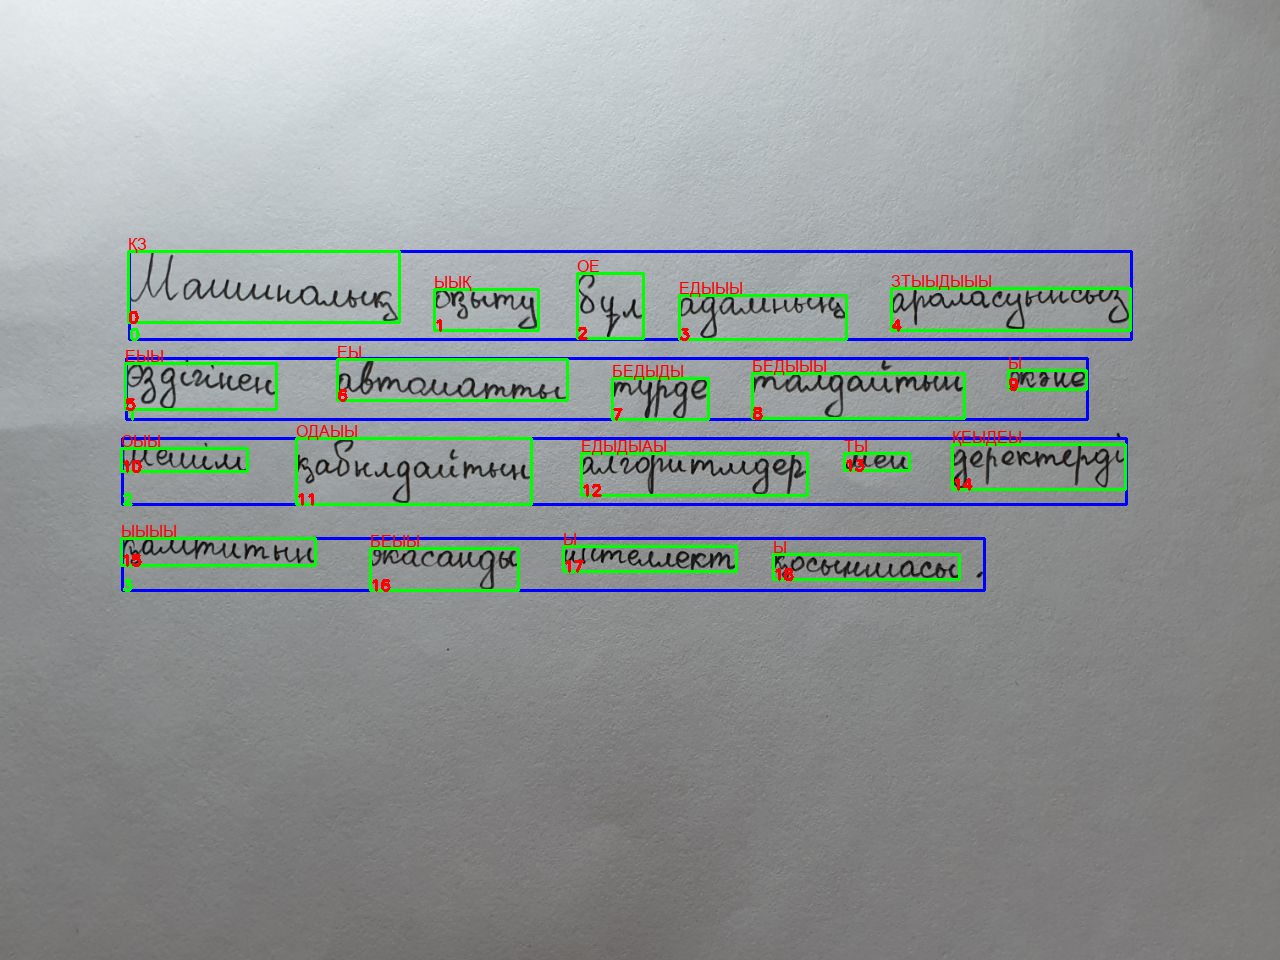 ҚЗ ЫЫҚ ОЕ ЕДЫЫЫ ЗТЫЫДЫЫЫ
Машиналық оқыту бұл адамның араласуынсыз
0 1 2 3 4
ЕЫЫ ЕЫ БЕДЫДЫ БЕДЫЫЫ Ы
Өздігінен автоматты түрде талдайтын және
5 6 7 8 9
ОЫЫ ОДАЫЫ ЕДЫДЫАЫ ТЫ ҚЕЫДЕЫ
шешім қабылдайтын алгоритмдер мен деректерді
10 11 12 13 14
ЫЫЫЫ БЕЫЫ Ы Ы
қамтитын жасанды интеллект қосыншасы.
15 16 17 18